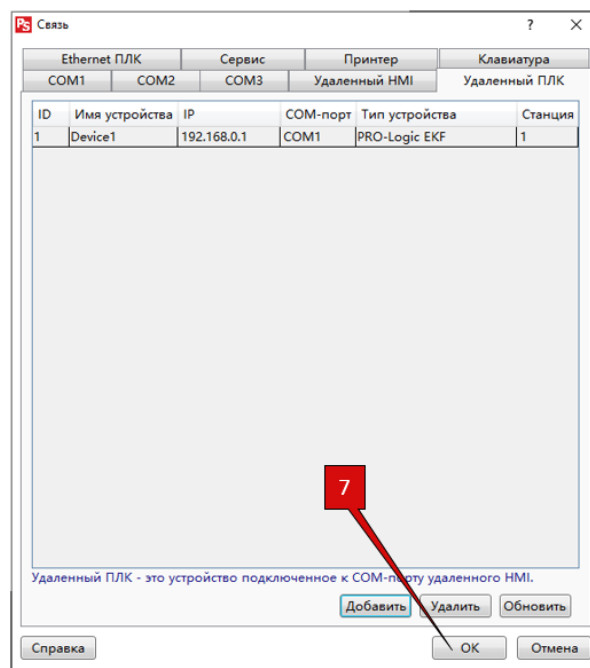 PS Связь ? X
Ethernet ПЛК Сервис Принтер Клавиатура
COM1 COM2 COM3 Удаленный HMI Удаленный ПЛК
ID Имя устройства IP COM-порт Тип устройства Станция
1 Device1 192.168.0.1 COM1 PRO-Logic EKF 1
7
Удаленный ПЛК - это устройство подключенное к COM-порту удаленного HMI.
Добавить Удалить Обновить
Справка OK Отмена